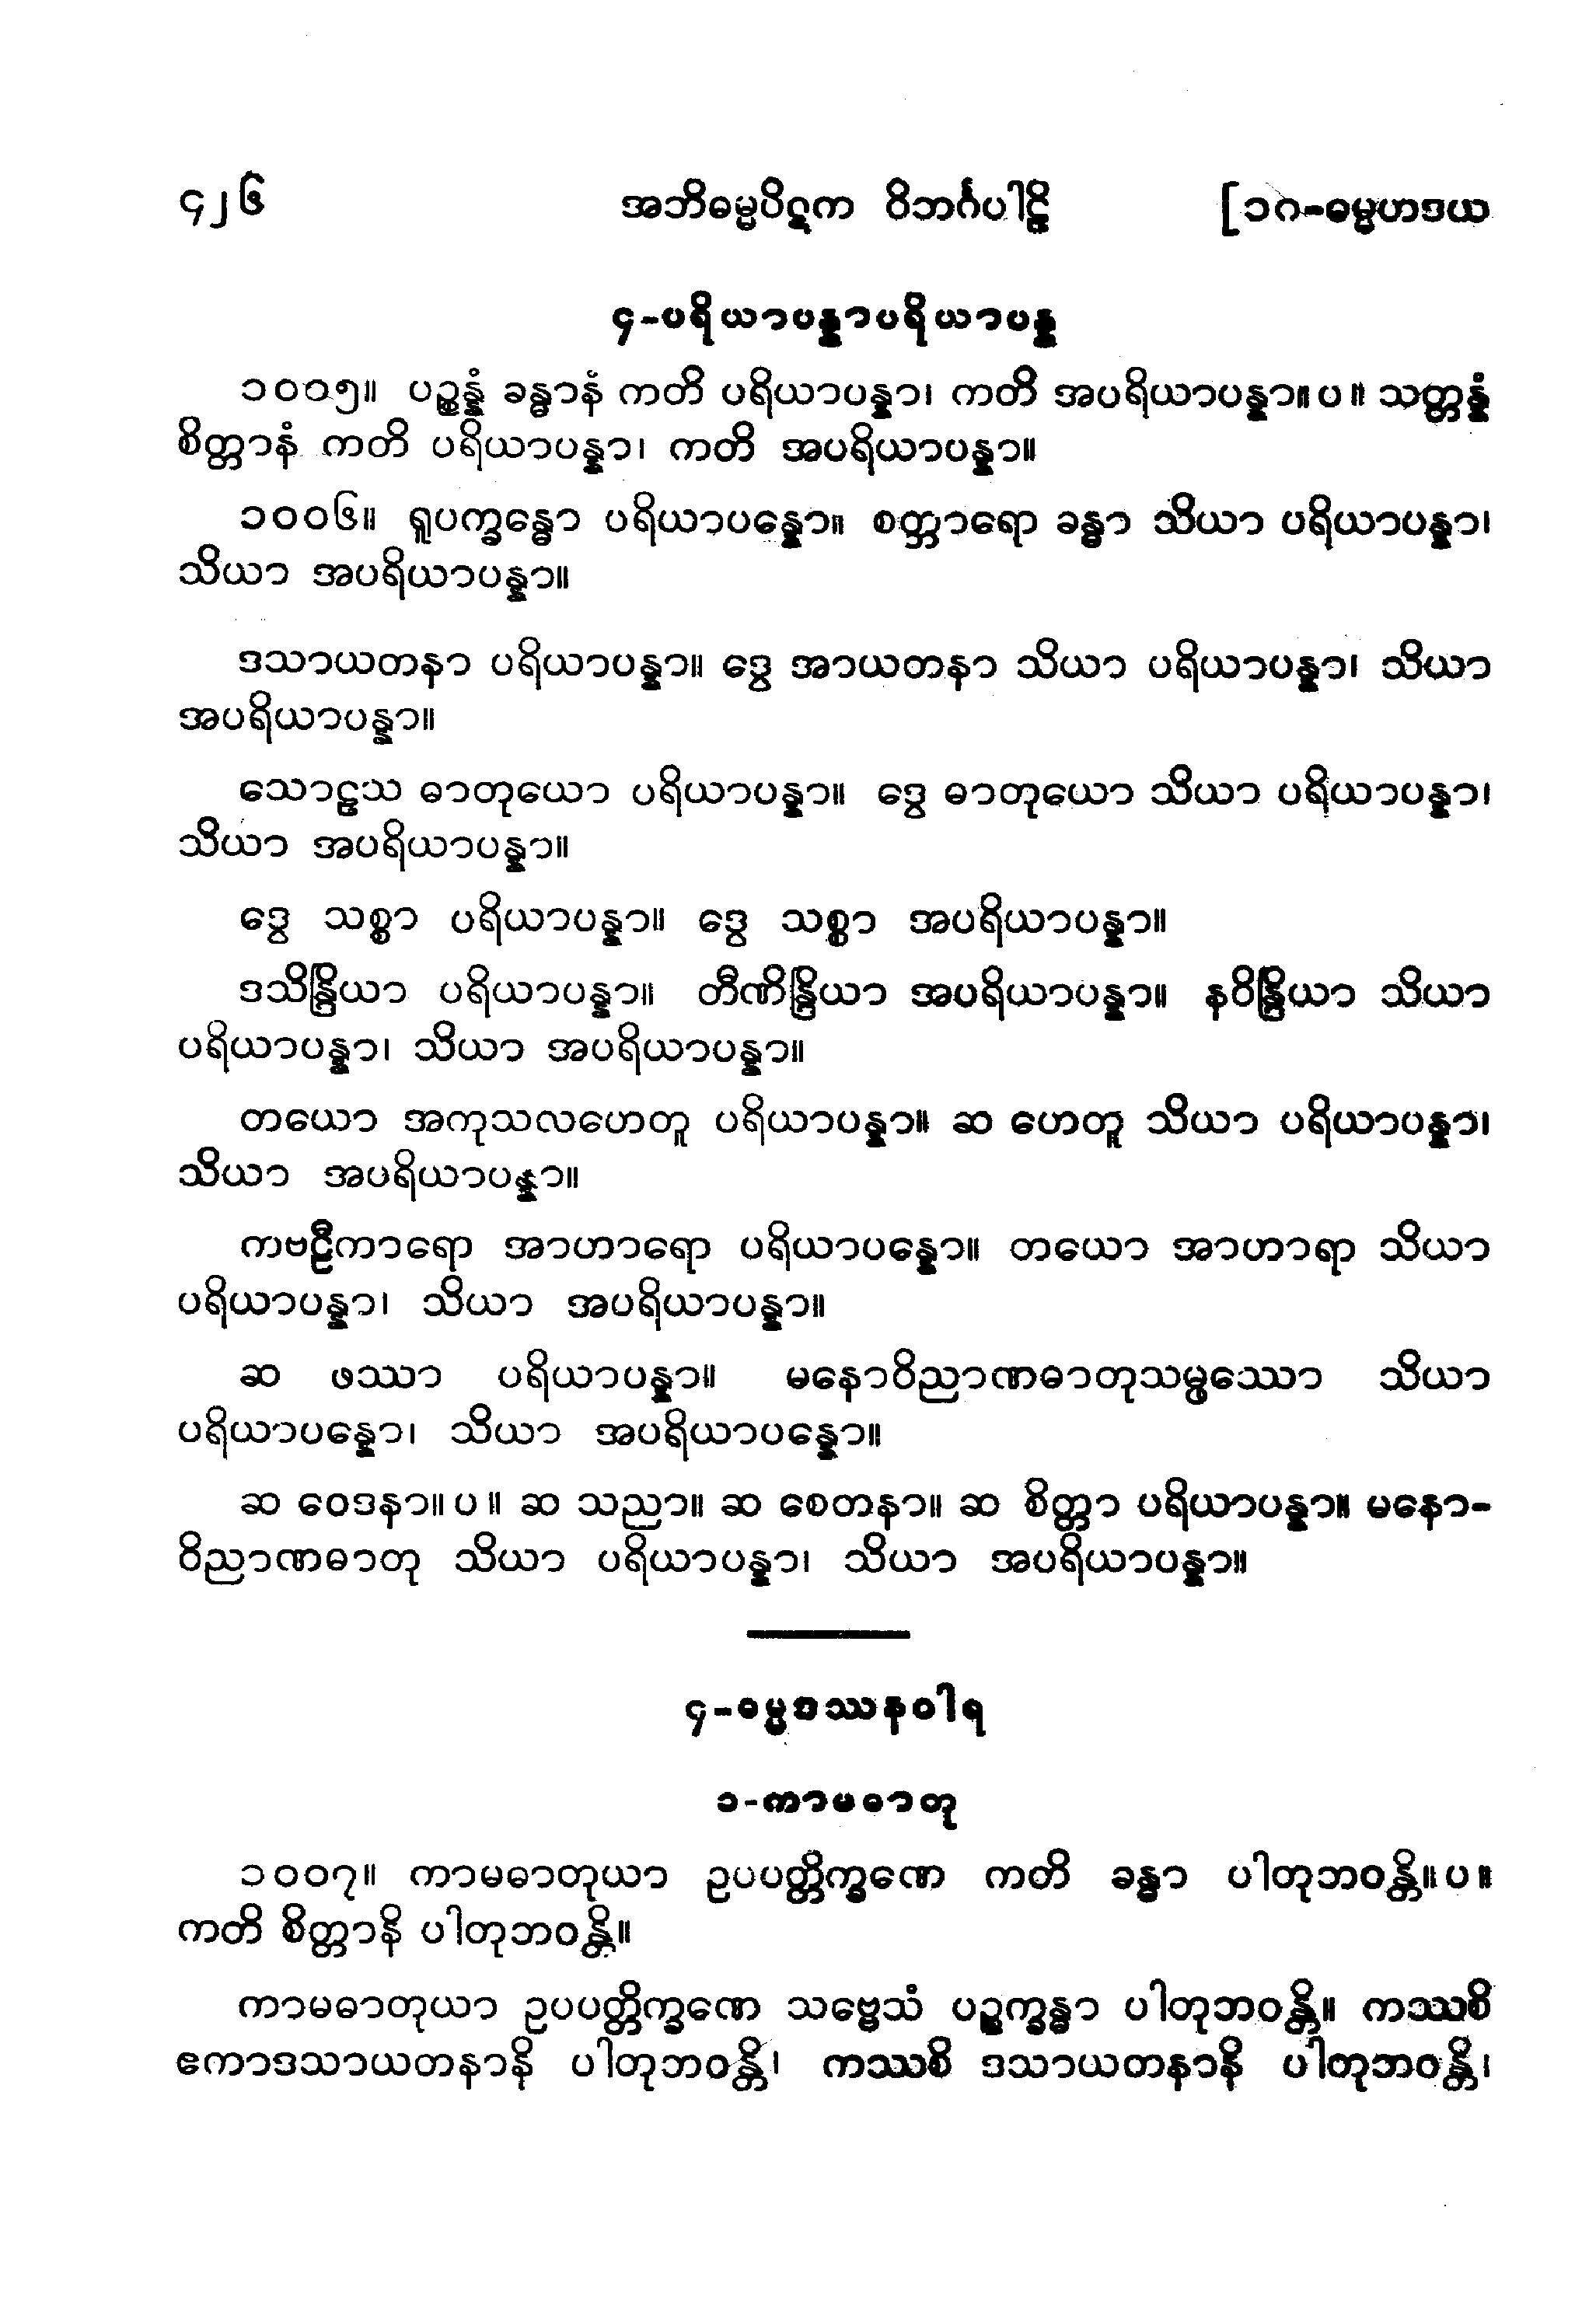 ၄၂၆ အဘိဓမ္မပိဋက ဝိဘင်္ဂပါဠိ [၁ဂ-ဓမ္မဟဒယ
၄-ပရိယာပန္နာပရိယာပန္န
၁၀၀၅။ ပဉ္စန္နံ ခန္ဓာနံ ကတိ ပရိယာပန္နာ၊ ကတိ အပရိယာပန္နာ။ ပ ။ သတ္တန္နံ
စိတ္တာနံ ကတိ ပရိယာပန္နာ၊ ကတိ အပရိယာပန္နာ။
၁၀၀၆။ ရူပက္ခန္ဓော ပရိယာပန္နော။ စတ္တာရော ခန္ဓာ သိယာ ပရိယာပန္နာ၊
သိယာ အပရိယာပန္နာ။
ဒသာယတနာ ပရိယာပန္နာ။ ဒွေ အာယတနာ သိယာ ပရိယာပန္နာ၊ သိယာ
အပရိယာပန္နာ။
သောဠသ ဓာတုယော ပရိယာပန္နာ။ ဒွေ ဓာတုယော သိယာ ပရိယာပန္နာ၊
သိယာ အပရိယာပန္နာ။
ဒွေ သစ္စာ ပရိယာပန္နာ။ ဒွေ သစ္စာ အပရိယာပန္နာ။
ဒသိန္ဒြိယာ ပရိယာပန္နာ။ တီဏိန္ဒြိယာ အပရိယာပန္နာ။ နဝိန္ဒြိယာ သိယာ
ပရိယာပန္နာ၊ သိယာ အပရိယာပန္နာ။
တယော အကုသလဟေတူ ပရိယာပန္နာ။ ဆ ဟေတူ သိယာ ပရိယာပန္နာ၊
သိယာ အပရိယာပန္နာ။
ကဗဠီကာရော အာဟာရော ပရိယာပန္နော။ တယော အာဟာရာ သိယာ
ပရိယာပန္နာ၊ သိယာ အပရိယာပန္နာ။
ဆ ဖဿာ ပရိယာပန္နာ။ မနောဝိညာဏဓာတုသမ္ဖဿော သိယာ
ပရိယာပန္နော၊ သိယာ အပရိယာပန္နော။
ဆ ဝေဒနာ။ ပ ။ ဆ သညာ။ ဆ စေတနာ။ ဆ စိတ္တာ ပရိယာပန္နာ။ မနော-
ဝိညာဏဓာတု သိယာ ပရိယာပန္နာ၊ သိယာ အပရိယာပန္နာ။
၄-ဓမ္မဒဿနဝါရ
၁-ကာမဓာတု
၁၀၀၇။ ကာမဓာတုယာ ဥပပတ္တိက္ခဏေ ကတိ ခန္ဓာ ပါတုဘဝန္တိ။ ပ ။
ကတိ စိတ္တာနိ ပါတုဘဝန္တိ။
ကာမဓာတုယာ ဥပပတ္တိက္ခဏေ သဗ္ဗေသံ ပဉ္စက္ခန္ဓာ ပါတုဘဝန္တိ။ ကဿစိ
ဧကာဒသာယတနာနိ ပါတုဘဝန္တိ၊ ကဿစိ ဒသာယတနာနိ ပါတုဘဝန္တိ၊